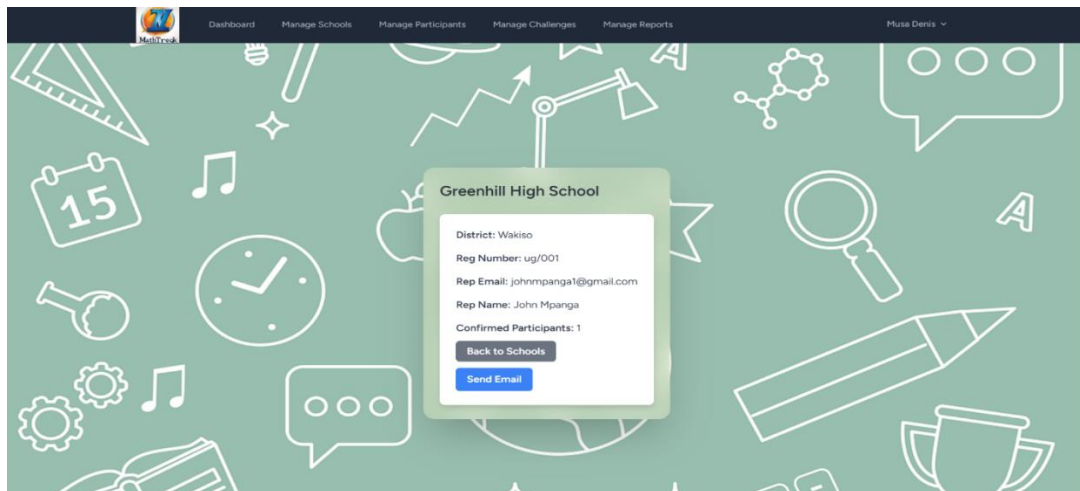 MathTreck
Dashboard Manage Schools Manage Participants Manage Challenges Manage Reports Musa Denis
15
A
A
Greenhill High School
District: Wakiso
Reg Number: ug/001
Rep Email: johnmpanga1@gmail.com
Rep Name: John Mpanga
Confirmed Participants: 1
Back to Schools
Send Email